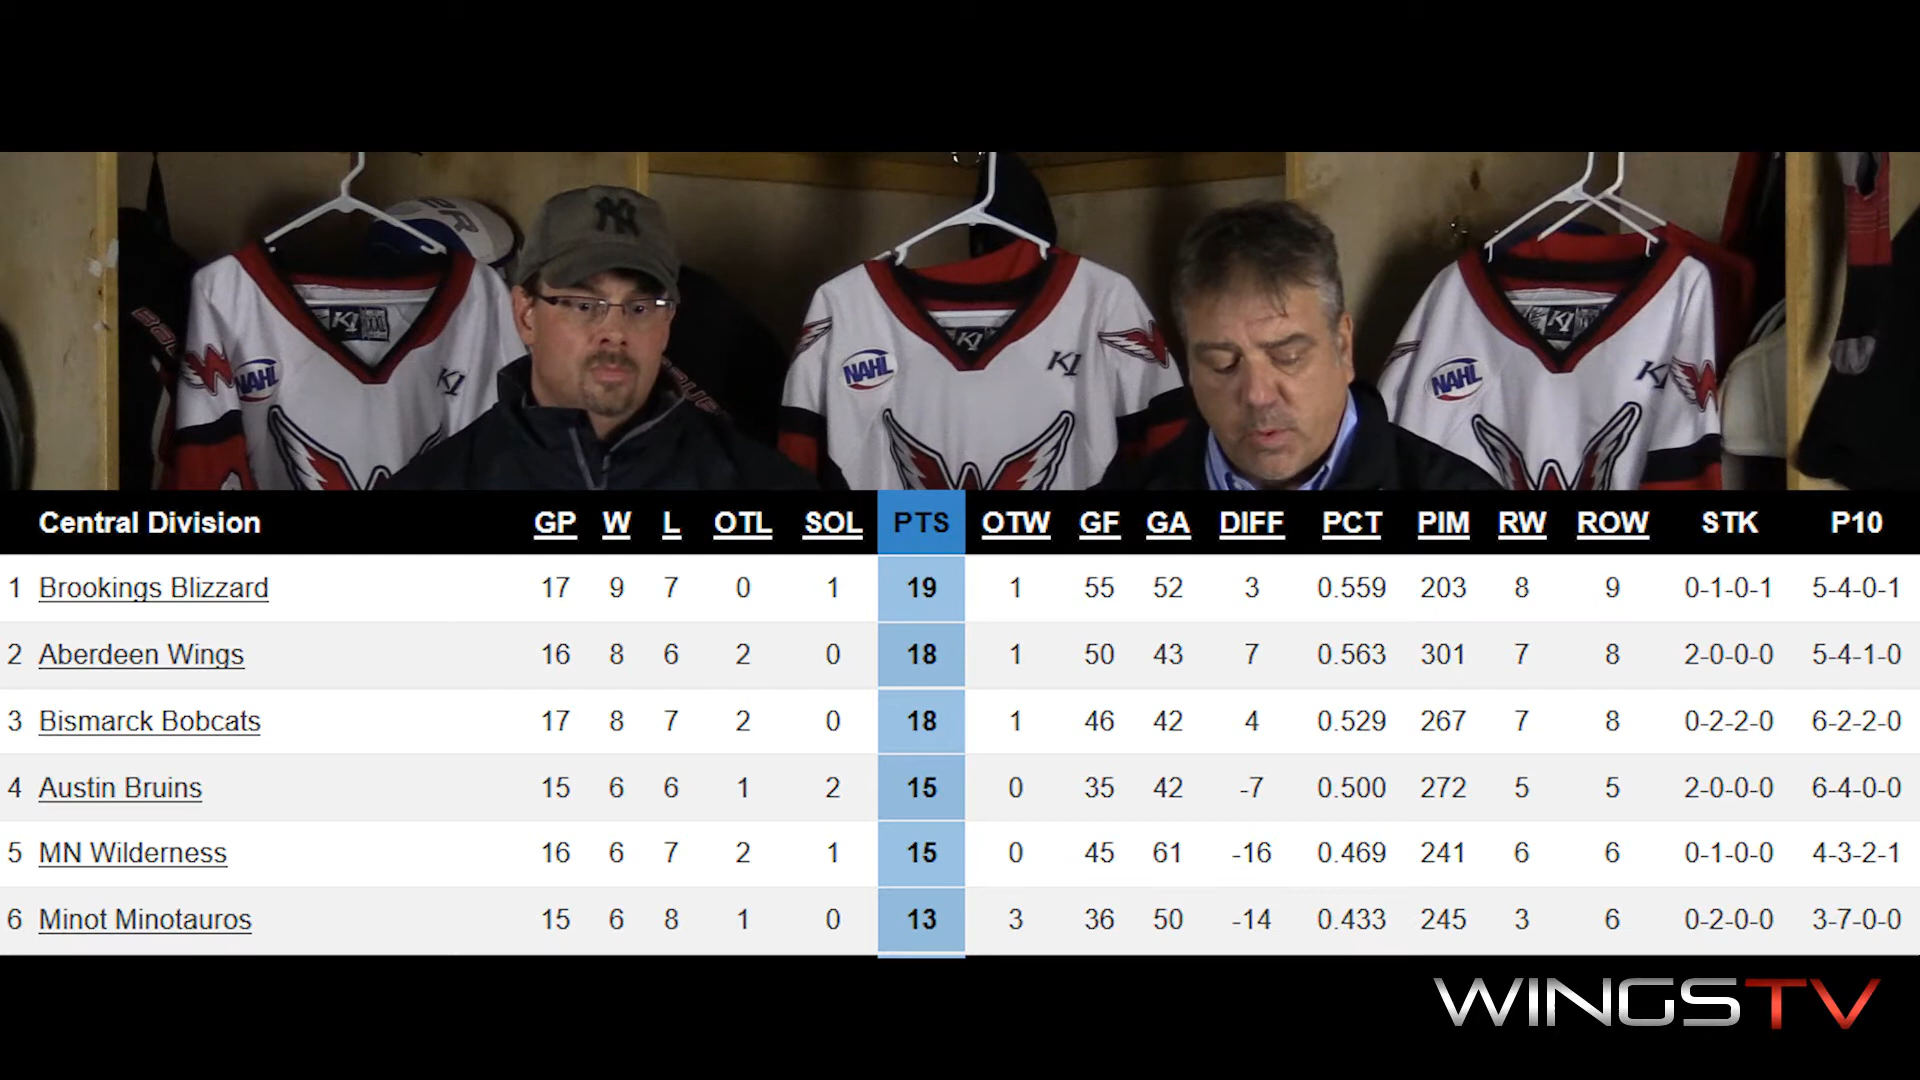 NY
K1
K1
K1
NAHL
K1
NAHL
K1
NAHL
K1
W
Central Division GP W L OTL SOL PTS OTW GF GA DIFF PCT PIM RW ROW STK P10
1 Brookings Blizzard 17 9 7 0 1 19 1 55 52 3 0.559 203 8 9 0-1-0-1 5-4-0-1
2 Aberdeen Wings 16 8 6 2 0 18 1 50 43 7 0.563 301 7 8 2-0-0-0 5-4-1-0
3 Bismarck Bobcats 17 8 7 2 0 18 1 46 42 4 0.529 267 7 8 0-2-2-0 6-2-2-0
4 Austin Bruins 15 6 6 1 2 15 0 35 42 -7 0.500 272 5 5 2-0-0-0 6-4-0-0
5 MN Wilderness 16 6 7 2 1 15 0 45 61 -16 0.469 241 6 6 0-1-0-0 4-3-2-1
6 Minot Minotauros 15 6 8 1 0 13 3 36 50 -14 0.433 245 3 6 0-2-0-0 3-7-0-0
WINGSTV